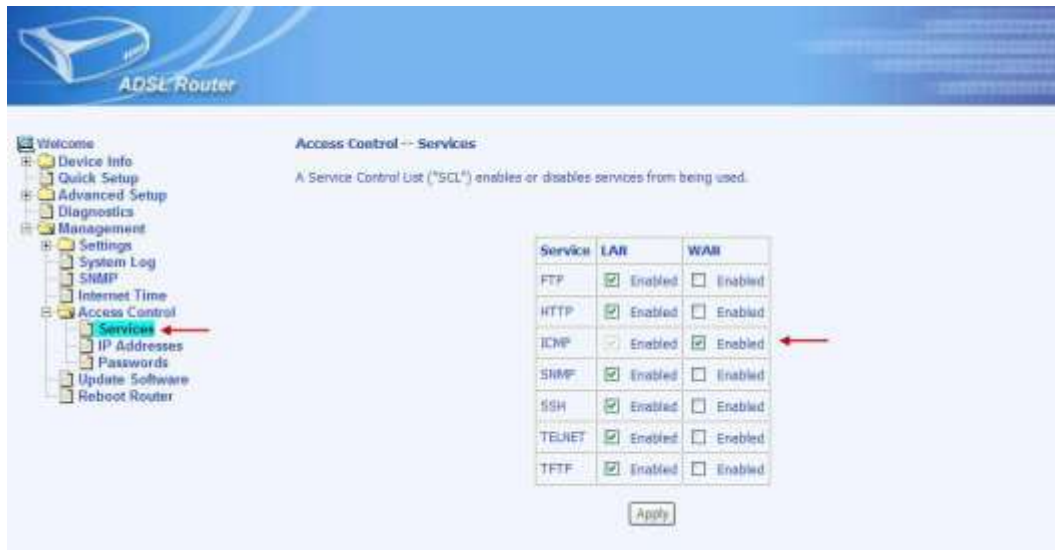 ADSL Router
Welcome
Device Info
Quick Setup
Advanced Setup
Diagnostics
Management
Settings
System Log
SNMP
Internet Time
Access Control
Services
IP Addresses
Passwords
Update Software
Reboot Router
Access Control -- Services
A Service Control List ("SCL") enables or disables services from being used.
Service LAN WAN
FTP Enabled Enabled
HTTP Enabled Enabled
ICMP Enabled Enabled
SNMP Enabled Enabled
SSH Enabled Enabled
TELNET Enabled Enabled
TFTP Enabled Enabled
Apply